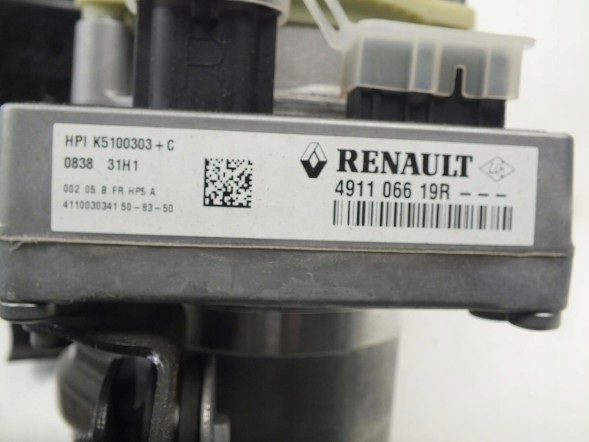 HPI K5100303+C
0838 31H1
002 05 B FR HP5 A
4110030341 50-83-50
RENAULT
4911 066 19R ---
P